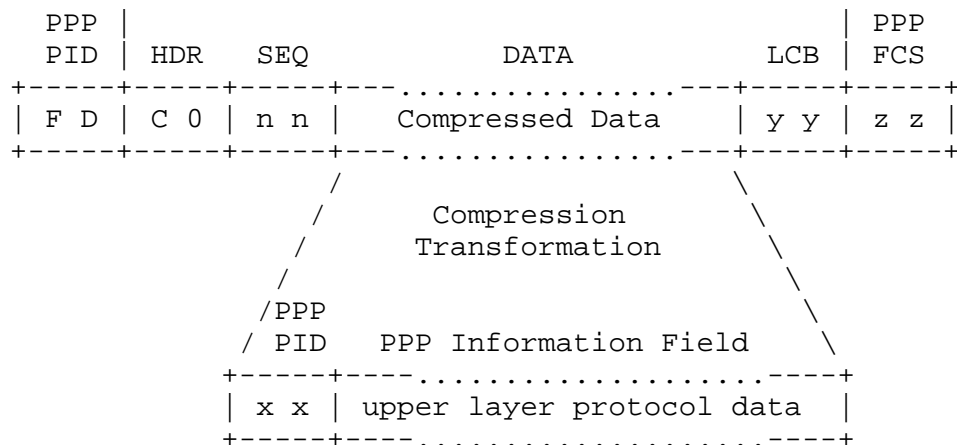 PPP |                                          | PPP
  PID | HDR   SEQ             DATA           LCB | FCS
+-----+-----+-----+---................---+-----+-----+
| F D | C 0 | n n |   Compressed Data    | y y | z z |
+-----+-----+-----+---................---+-----+-----+
                  /                       \
                 /      Compression        \
                /      Transformation       \
               /                             \
              /PPP                            \
             / PID   PPP Information Field     \
            +-----+----.....................----+
            | x x | upper layer protocol data  |
            +-----+----.....................----+